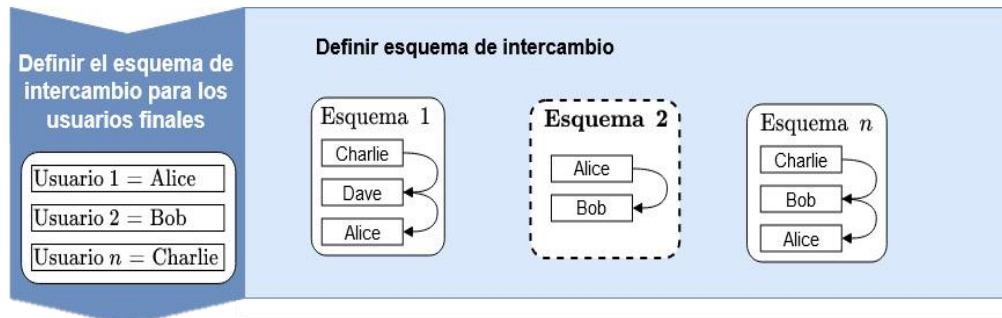 Definir el esquema de
intercambio para los
usuarios finales
Usuario 1 = Alice
Usuario 2 = Bob
Usuario n = Charlie
Definir esquema de intercambio
Esquema 1
Charlie
Dave
Alice
Esquema 2
Alice
Bob
Esquema n
Charlie
Bob
Alice